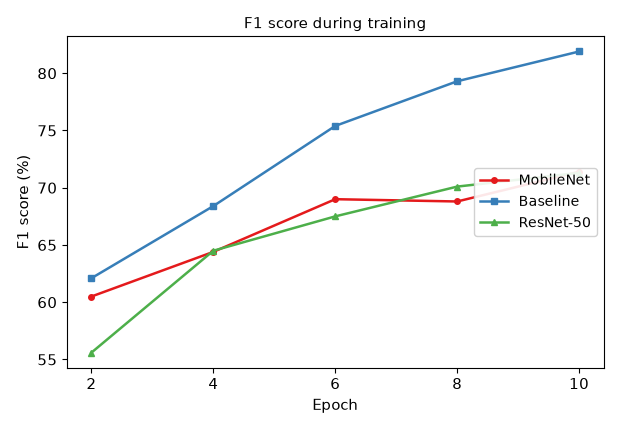 F1 score during training
F1 score (%)
80
75
70
65
60
55
2 4 6 8 10
Epoch
MobileNet
Baseline
ResNet-50